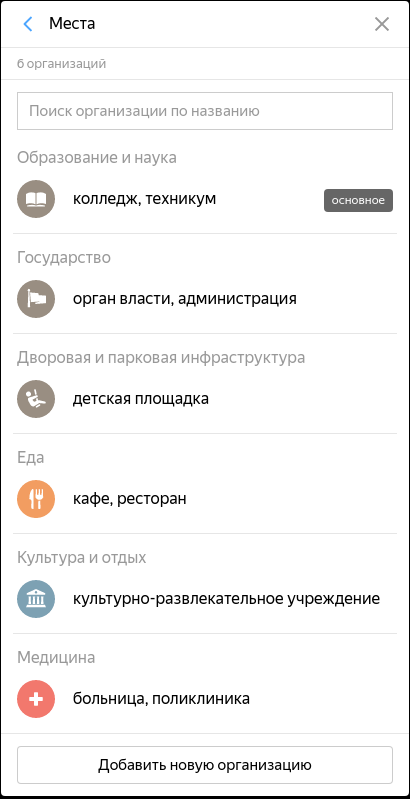 Места
6 организаций
Поиск организации по названию
Образование и наука
колледж, техникум
основное
Государство
орган власти, администрация
Дворовая и парковая инфраструктура
детская площадка
Еда
кафе, ресторан
Культура и отдых
культурно-развлекательное учреждение
Медицина
больница, поликлиника
Добавить новую организацию